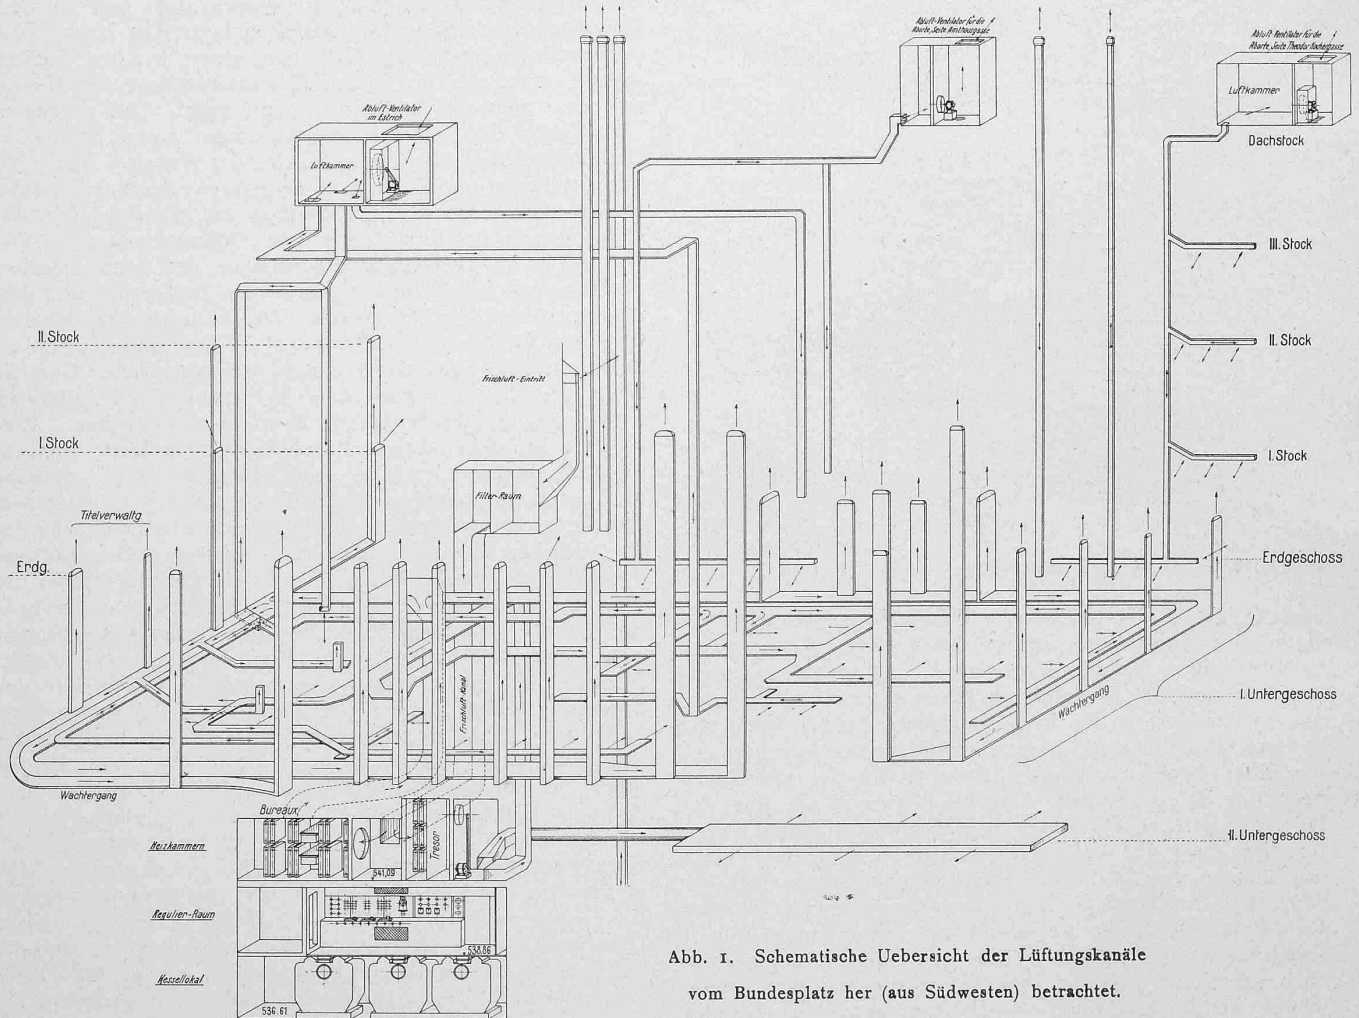 Abluft-Ventilator für die
Aborte, Seite Amthausgasse
Abluft-Ventilator für die
Aborte, Seite Theodor Kochergasse
Luftkammer
Dachstock
Abluft-Ventilator
im Estrich
Luftkammer
III. Stock
II. Stock
II. Stock
Frischluft-Eintritt
I. Stock
I. Stock
Filter-Raum
Titelverwaltg
Erdg.
Erdgeschoss
Frischluft-Kanal
Wachtergang
I. Untergeschoss
Wachtergang
Bureaux
Heizkammern
Tresor
541,09
II. Untergeschoss
Regulier-Raum
538.86
Kessellokal
536.61
Abb. 1. Schematische Uebersicht der Lüftungskanäle
vom Bundesplatz her (aus Südwesten) betrachtet.